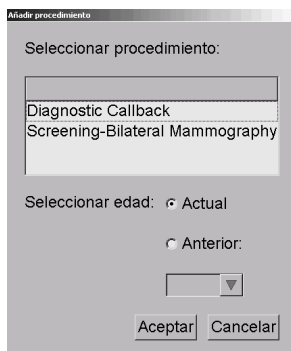 Añadir procedimiento
Seleccionar procedimiento:
Diagnostic Callback
Screening-Bilateral Mammography
Seleccionar edad: Actual
Anterior:
Aceptar Cancelar